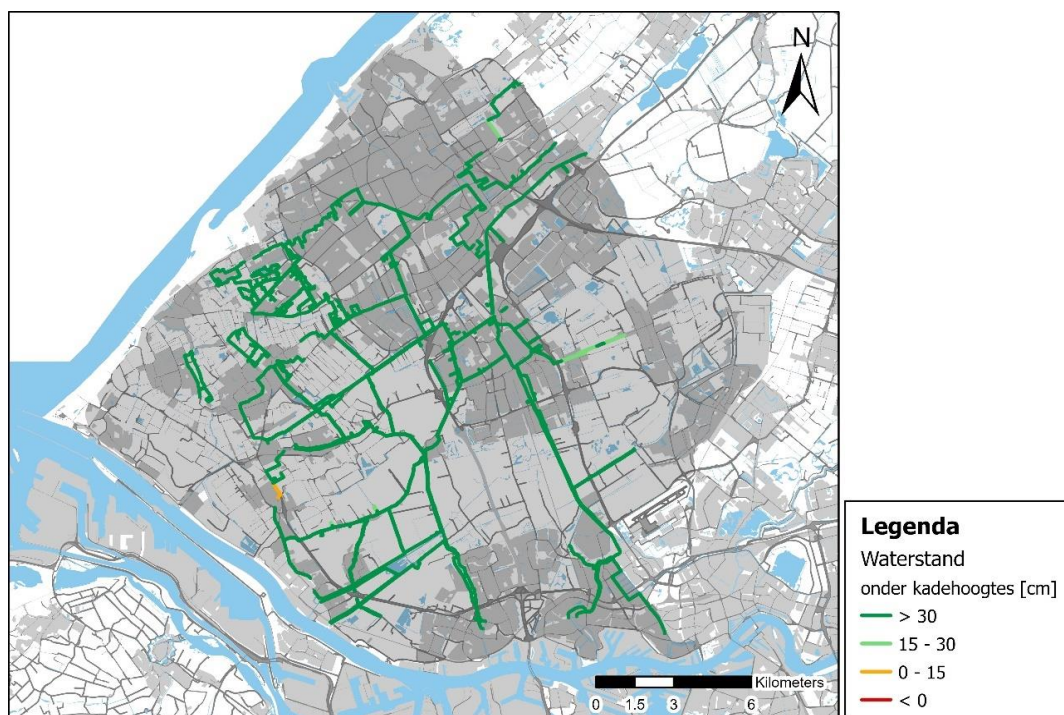 N
Kilometers
0 1.5 3 6
Legenda
Waterstand
onder kadehoogtes [cm]
> 30
15 - 30
0 - 15
< 0